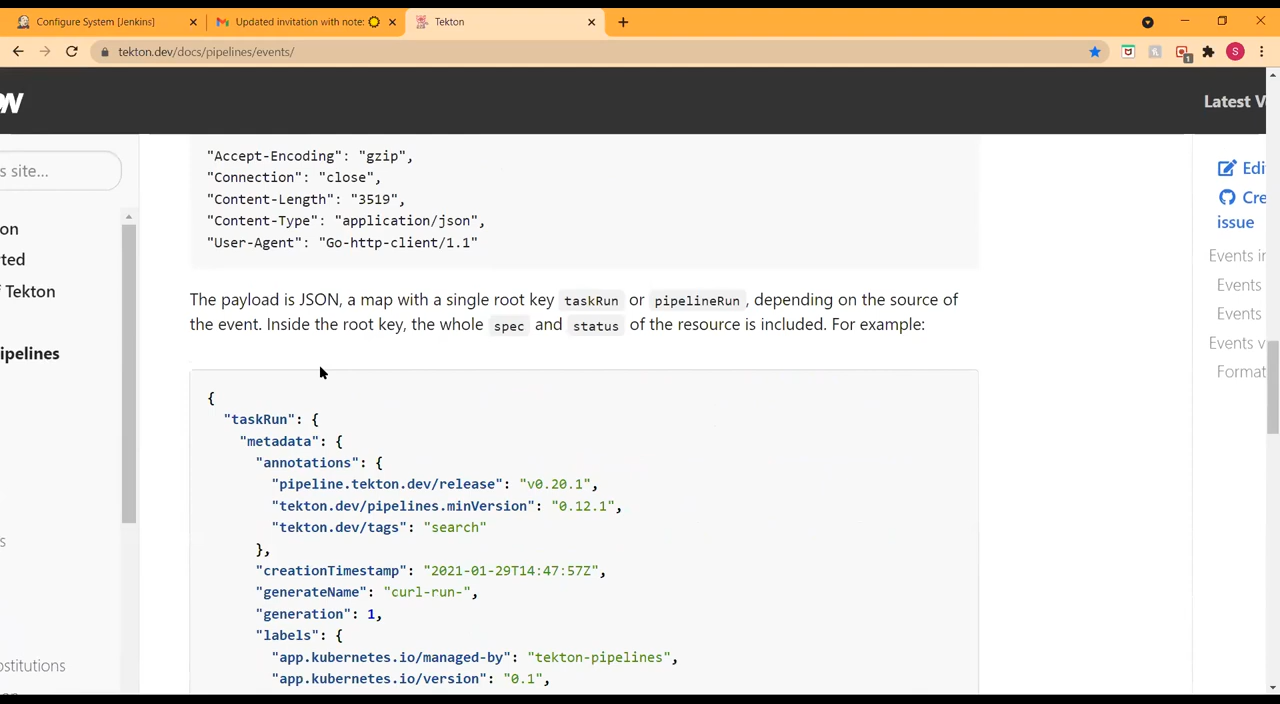 Configure System [Jenkins]
Updated invitation with note:
Tekton
tekton.dev/docs/pipelines/events/
S
1
ON
Latest V
s site...
on
ted
f Tekton
ipelines
s
stitutions
"Accept-Encoding": "gzip",
"Connection": "close",
"Content-Length": "3519",
"Content-Type": "application/json",
"User-Agent": "Go-http-client/1.1"
The payload is JSON, a map with a single root key taskRun or pipelineRun, depending on the source of
the event. Inside the root key, the whole spec and status of the resource is included. For example:
{
"taskRun": {
"metadata": {
"annotations": {
"pipeline.tekton.dev/release": "v0.20.1",
"tekton.dev/pipelines.minVersion": "0.12.1",
"tekton.dev/tags": "search"
},
"creationTimestamp": "2021-01-29T14:47:57Z",
"generateName": "curl-run-",
"generation": 1,
"labels": {
"app.kubernetes.io/managed-by": "tekton-pipelines",
"app.kubernetes.io/version": "0.1",
Edi
Cre
issue
Events i
Events
Events
Events v
Format